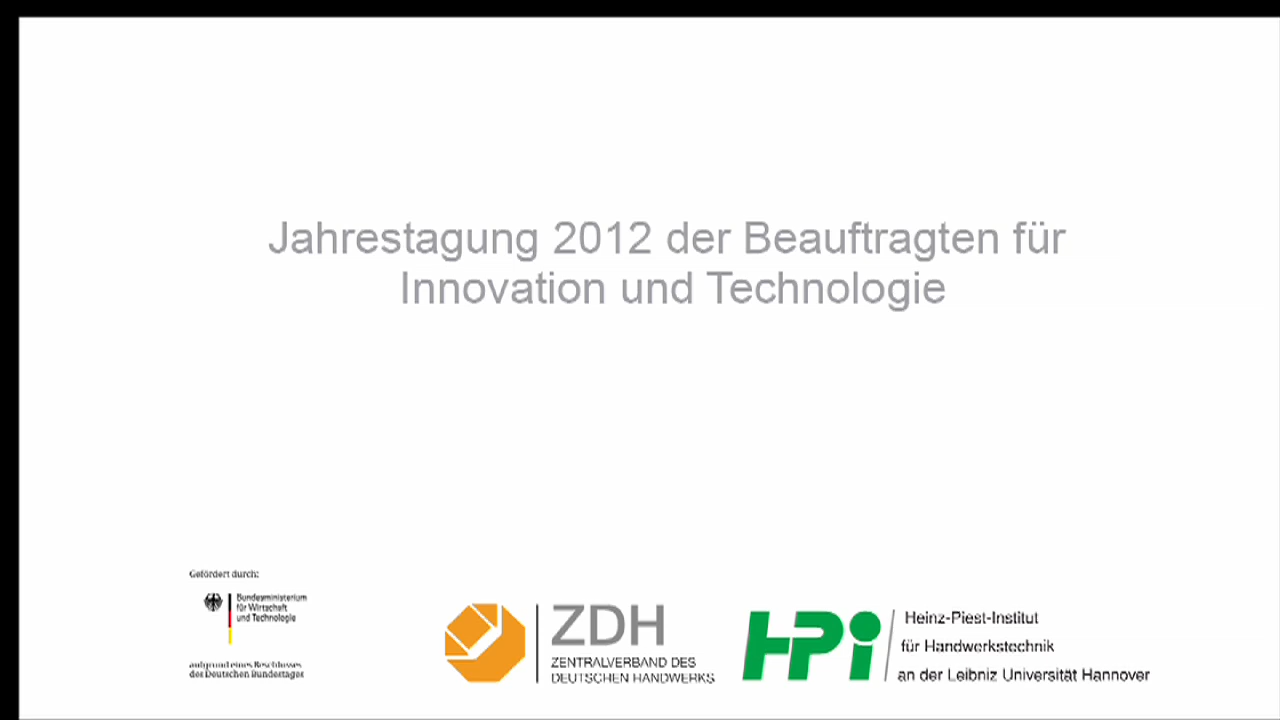 Jahrestagung 2012 der Beauftragten für
Innovation und Technologie
Gefördert durch:
Bundesministerium
für Wirtschaft
und Technologie
aufgrund eines Beschlusses
des Deutschen Bundestages
ZDH
ZENTRALVERBAND DES
DEUTSCHEN HANDWERKS
HPi
Heinz-Piest-Institut
für Handwerkstechnik
an der Leibniz Universität Hannover